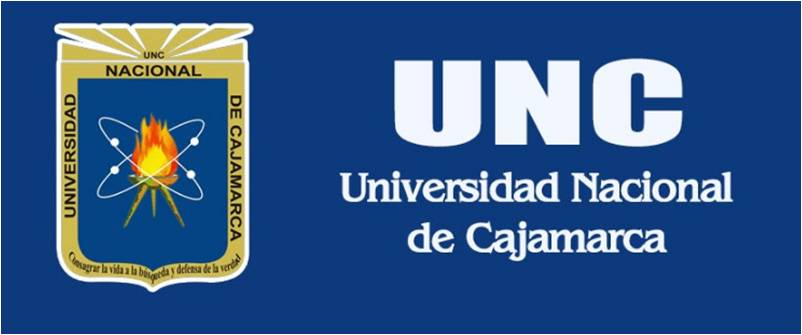 UNC
NACIONAL
UNIVERSIDAD
DE CAJAMARCA
Consagrar la vida a la búsqueda y defensa de la verdad
UNC
Universidad Nacional
de Cajamarca